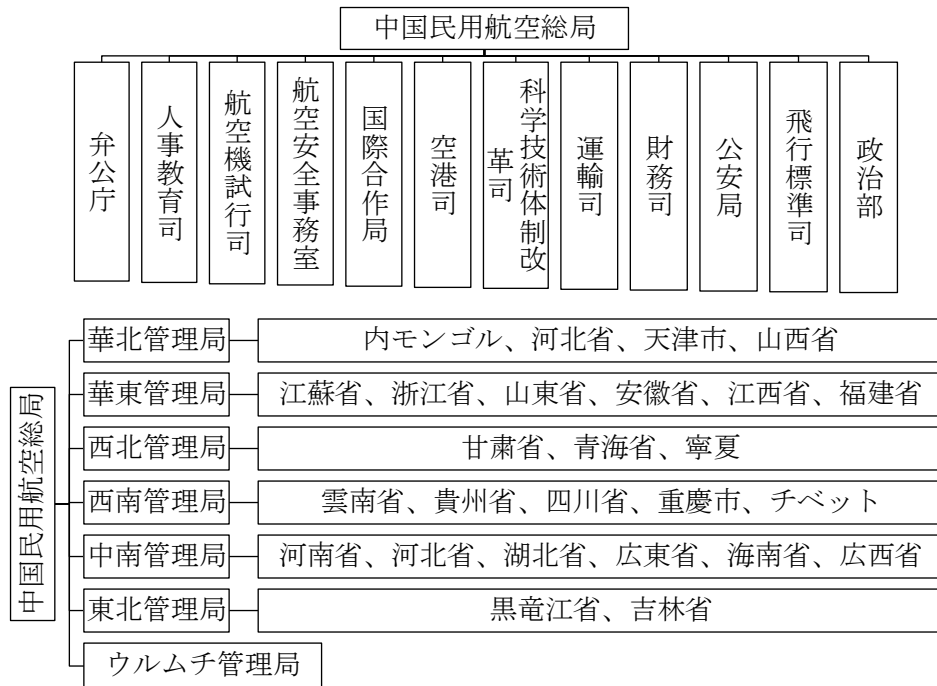 中国民用航空総局
弁公庁
人事教育司
航空機試行司
航空安全事務室
国際合作局
空港司
科学技術体制改
革司
運輸司
財務司
公安局
飛行標準司
政治部
中国民用航空総局
華北管理局
内モンゴル、河北省、天津市、山西省
華東管理局
江蘇省、浙江省、山東省、安徽省、江西省、福建省
西北管理局
甘粛省、青海省、寧夏
西南管理局
雲南省、貴州省、四川省、重慶市、チベット
中南管理局
河南省、河北省、湖北省、広東省、海南省、広西省
東北管理局
黒竜江省、吉林省
ウルムチ管理局